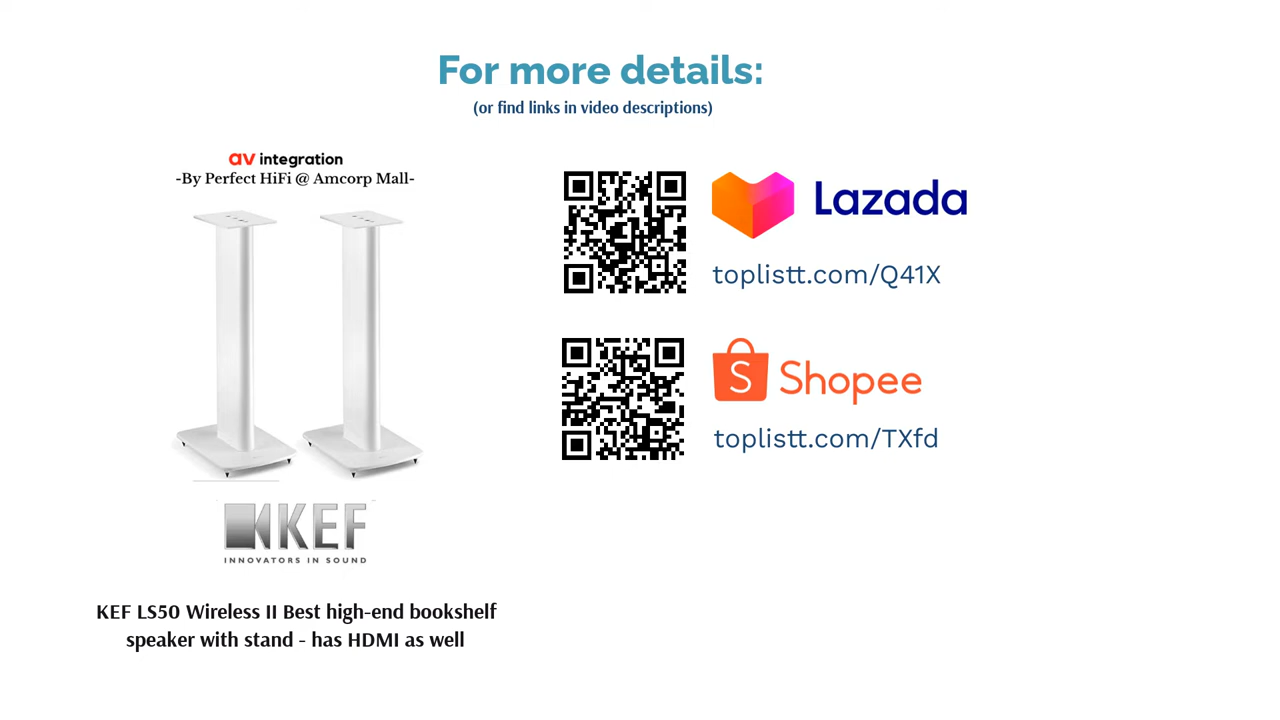 For more details:
(or find links in video descriptions)
av integration
-By Perfect HiFi @ Amcorp Mall-
Lazada
toplistt.com/Q41X
S Shopee
toplistt.com/TXfd
KEF
INNOVATORS IN SOUND
KEF LS50 Wireless II Best high-end bookshelf
speaker with stand - has HDMI as well